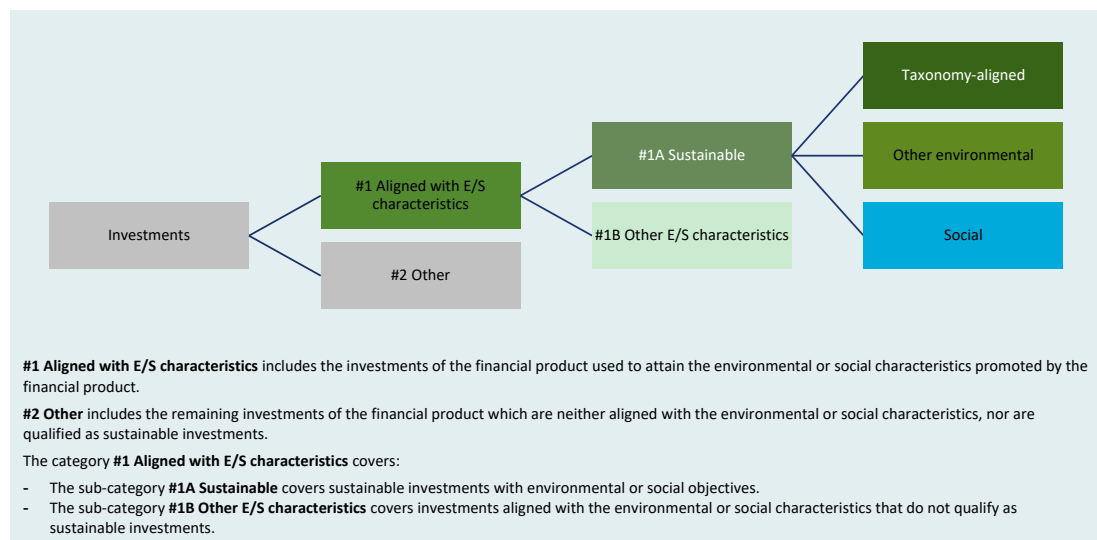 Taxonomy-aligned
#1A Sustainable
Other environmental
#1 Aligned with E/S
characteristics
Investments
#1B Other E/S characteristics
Social
#2 Other
#1 Aligned with E/S characteristics includes the investments of the financial product used to attain the environmental or social characteristics promoted by the
financial product.
#2 Other includes the remaining investments of the financial product which are neither aligned with the environmental or social characteristics, nor are
qualified as sustainable investments.
The category #1 Aligned with E/S characteristics covers:
- The sub-category #1A Sustainable covers sustainable investments with environmental or social objectives.
- The sub-category #1B Other E/S characteristics covers investments aligned with the environmental or social characteristics that do not qualify as
sustainable investments.